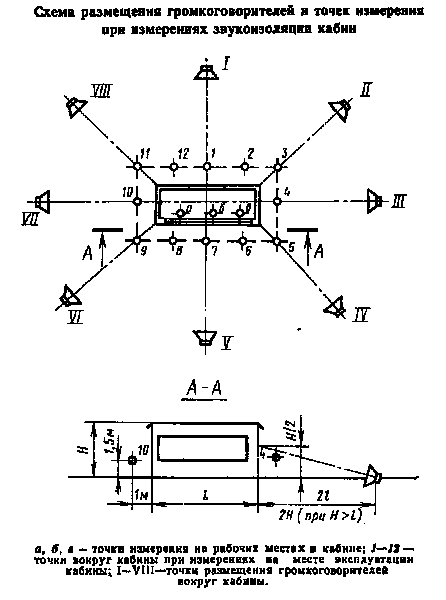 Схема размещения громкоговорителей и точек измерения
при измерениях звукоизоляции кабин
I
VIII
II
11
12
1
2
3
10
4
VII
III
а
б
в
А
9
8
7
6
5
А
VI
IV
V
А-А
H
1,5м
10
4
H/2
1м
L
2l
2H (при H>l)
а, б, в — точки измерения на рабочих местах в кабине; 1—12 —
точки вокруг кабины при измерениях на месте эксплуатации
кабины; I—VIII—точки размещения громкоговорителей
вокруг кабины.